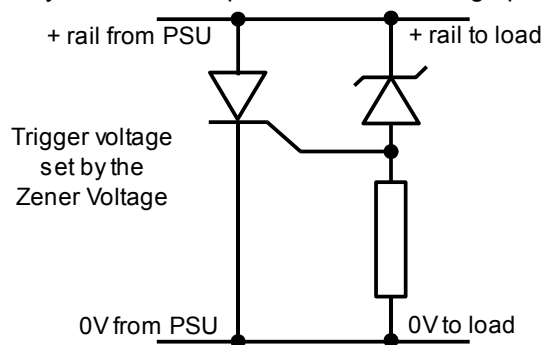 + rail from PSU
+ rail to load
Trigger voltage
set by the
Zener Voltage
0V from PSU
0V to load